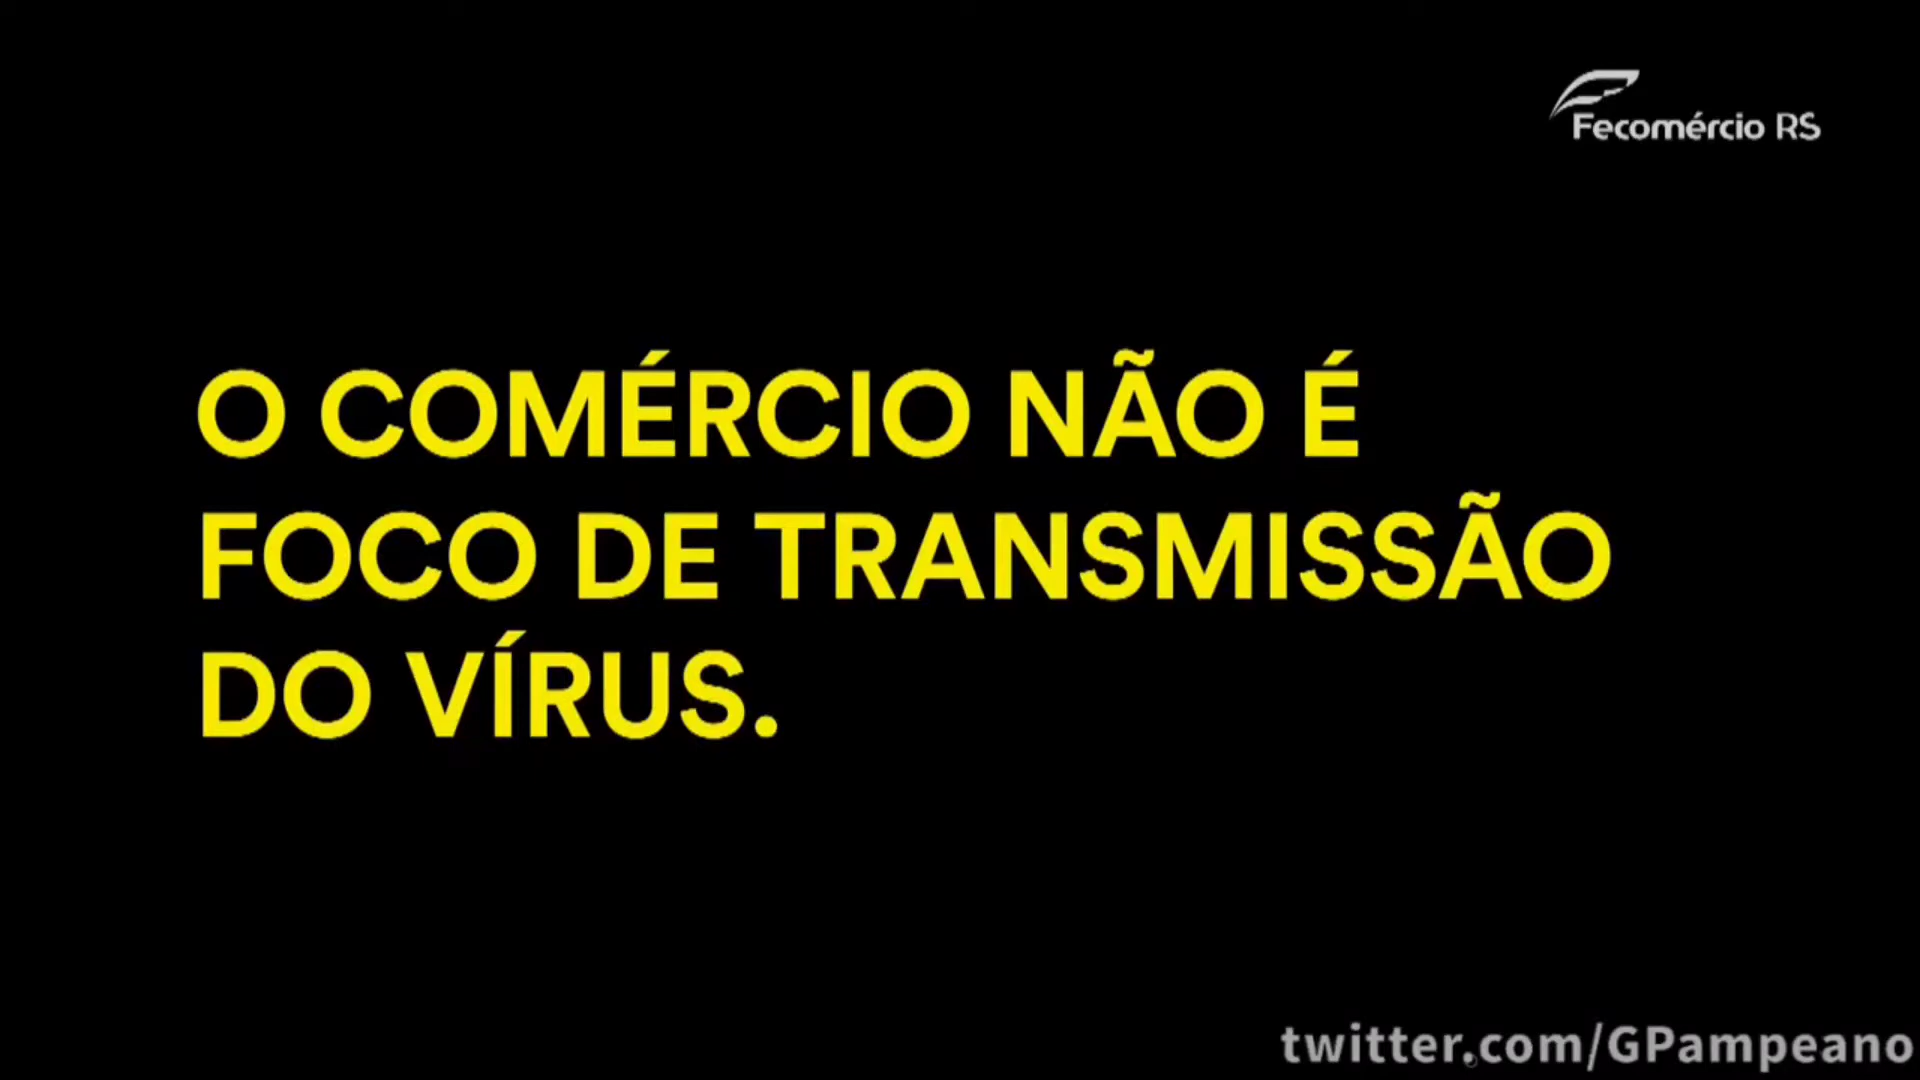 Fecomércio RS
O COMÉRCIO NÃO É
FOCO DE TRANSMISSÃO
DO VÍRUS.
twitter.com/GPampeano